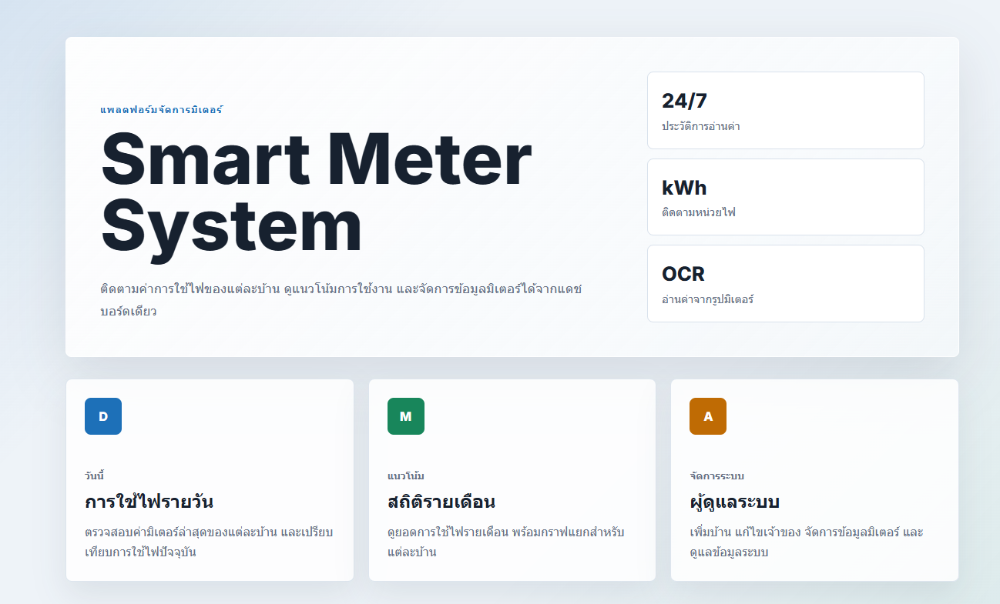 แพลตฟอร์มจัดการมิเตอร์
Smart Meter
System
ติดตามค่าการใช้ไฟของแต่ละบ้าน ดูแนวโน้มการใช้งาน และจัดการข้อมูลมิเตอร์ได้จากแดช
บอร์ดเดียว
24/7
ประวัติการอ่านค่า
kWh
ติดตามหน่วยไฟ
OCR
อ่านค่าจากรูปมิเตอร์
D
วันนี้
การใช้ไฟรายวัน
ตรวจสอบค่ามิเตอร์ล่าสุดของแต่ละบ้าน และเปรียบ
เทียบการใช้ไฟปัจจุบัน
M
แนวโน้ม
สถิติรายเดือน
ดูยอดการใช้ไฟรายเดือน พร้อมกราฟแยกสำหรับ
แต่ละบ้าน
A
จัดการระบบ
ผู้ดูแลระบบ
เพิ่มบ้าน แก้ไขเจ้าของ จัดการข้อมูลมิเตอร์ และ
ดูแลข้อมูลระบบ